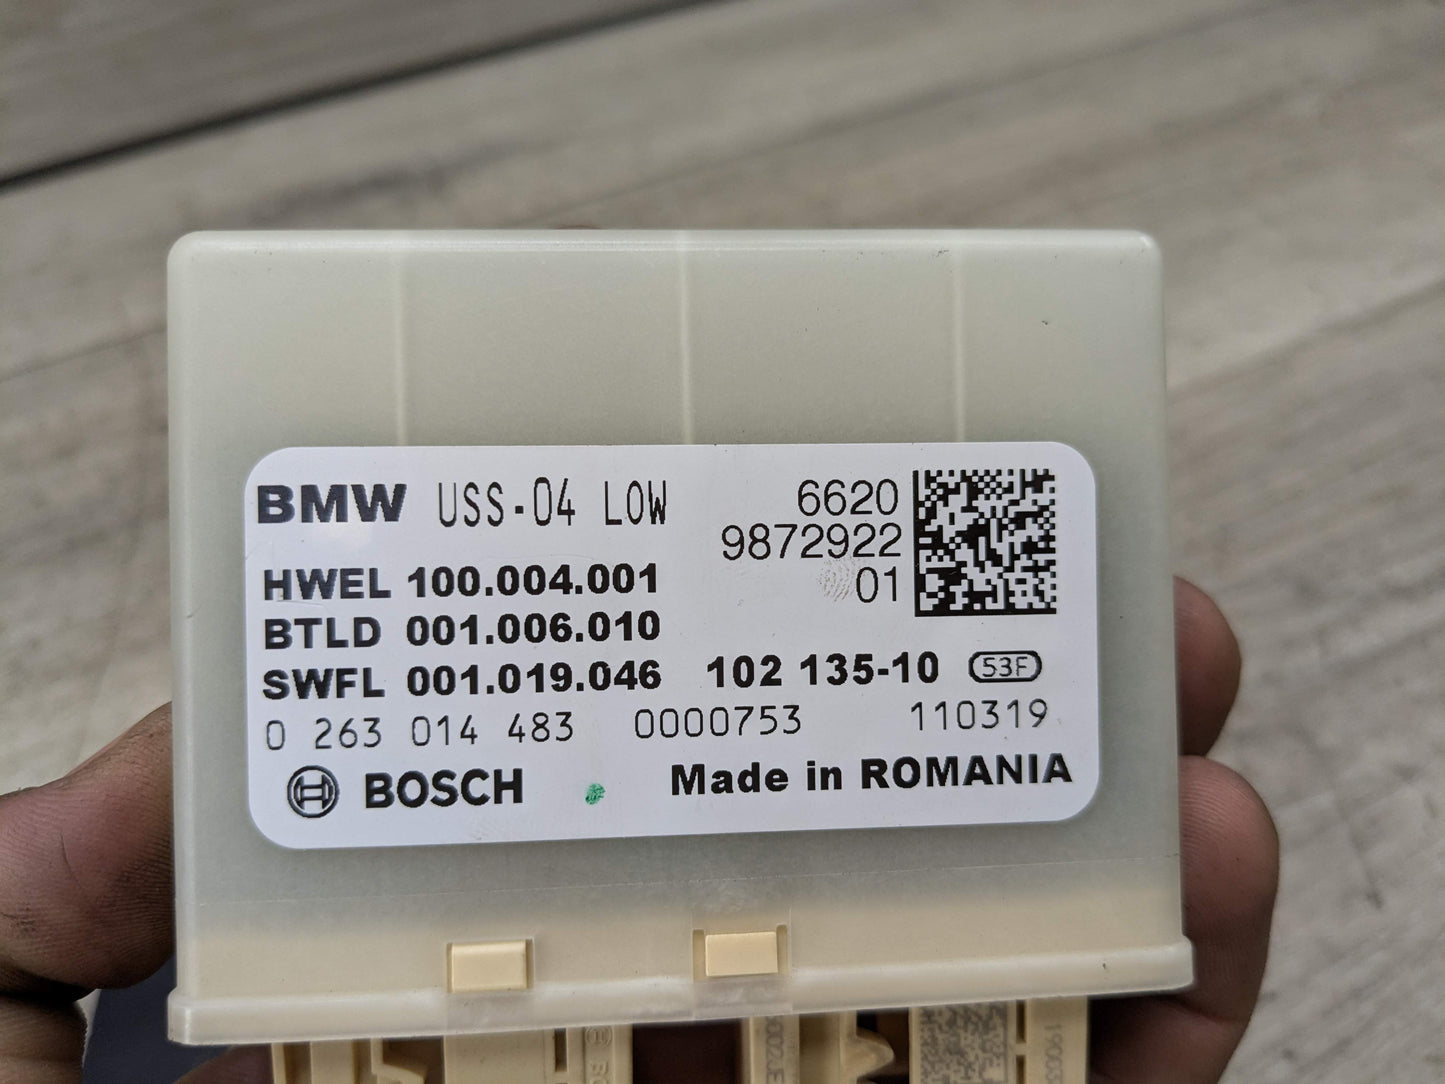 BMW USS-04 LOW 6620
9872922
HWEL 100.004.001 01
BTLD 001.006.010
SWFL 001.019.046 102 135-10 53F
0 263 014 483 0000753 110319
BOSCH Made in ROMANIA